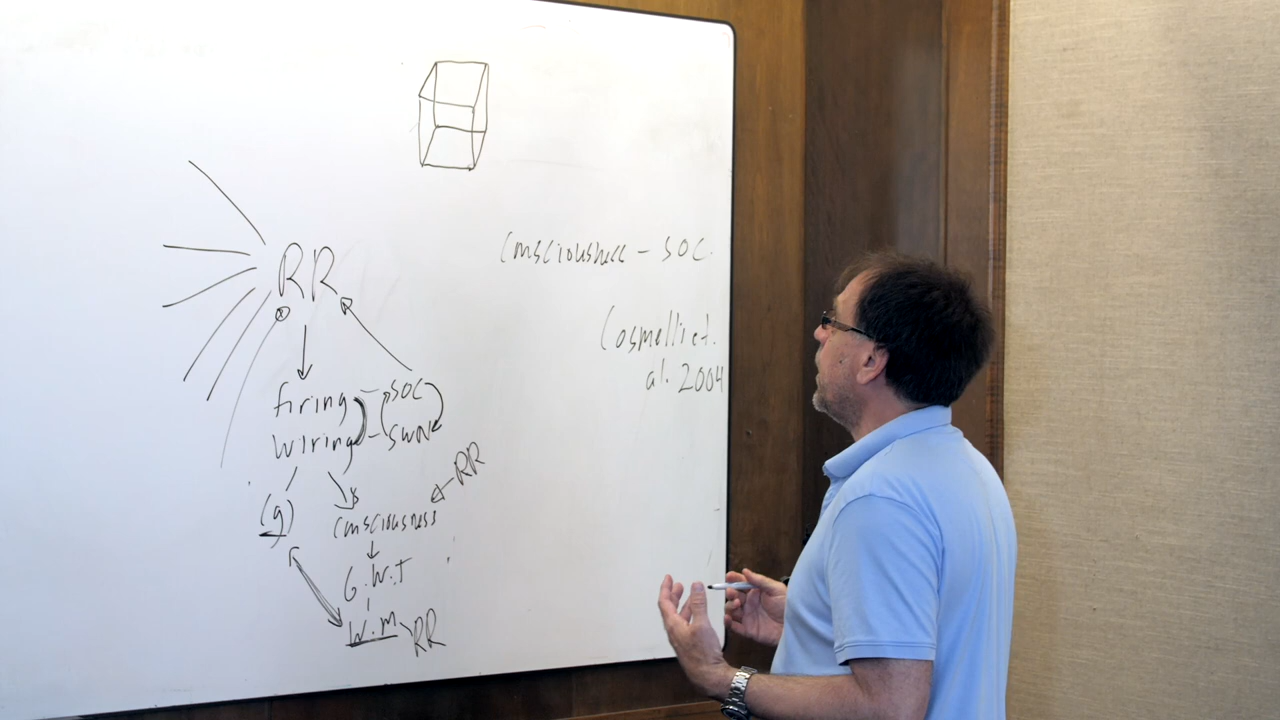 RR
Consciousness - SOC.
Cosmelli et.
al. 2004
firing - SOC
wiring - SWN
RR
(g)
Consciousness
G.W.T
W.M
RR